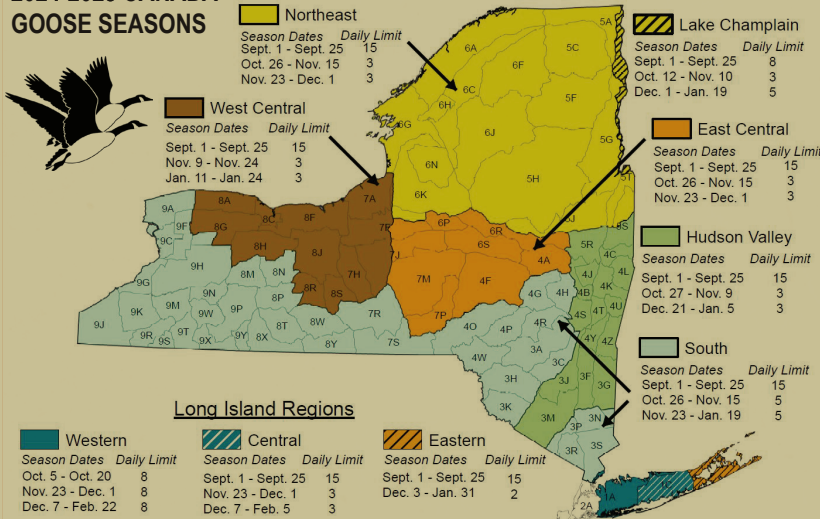 GOOSE SEASONS
Northeast
Season Dates Daily Limit
Sept. 1 - Sept. 25 15
Oct. 26 - Nov. 15 3
Nov. 23 - Dec. 1 3
Lake Champlain
Season Dates Daily Limit
Sept. 1 - Sept. 25 8
Oct. 12 - Nov. 10 3
Dec. 1 - Jan. 19 5
West Central
Season Dates Daily Limit
Sept. 1 - Sept. 25 15
Nov. 9 - Nov. 24 3
Jan. 11 - Jan. 24 3
East Central
Season Dates Daily Limit
Sept. 1 - Sept. 25 15
Oct. 26 - Nov. 15 3
Nov. 23 - Dec. 1 3
Hudson Valley
Season Dates Daily Limit
Sept. 1 - Sept. 25 15
Oct. 27 - Nov. 9 3
Dec. 21 - Jan. 5 3
South
Season Dates Daily Limit
Sept. 1 - Sept. 25 15
Oct. 26 - Nov. 15 5
Nov. 23 - Jan. 19 5
5A
6A
5C
6F
6C
5F
6H
6G
6J
5G
6N
5H
6K
9A
8A
7A
9F
8G
8C
8F
6P
6R
5S
9C
8H
8J
6S
5R
4A
4C
9H
8M
8N
7H
7J
7M
4F
4J
4L
9G
8R
8S
4G
4H
4B
4K
9N
8P
9K
9M
9W
7R
7P
4O
4P
4R
4S
4T
4U
9J
9R
9S
9T
9X
9P
9Y
8X
8T
8W
8Y
7S
3A
4Y
4Z
4W
3C
3H
3J
3F
3G
3K
3M
3N
3P
3R
3S
2A
1A
Long Island Regions
Western
Season Dates Daily Limit
Oct. 5 - Oct. 20 8
Nov. 23 - Dec. 1 8
Dec. 7 - Feb. 22 8
Central
Season Dates Daily Limit
Sept. 1 - Sept. 25 15
Nov. 23 - Dec. 1 3
Dec. 7 - Feb. 5 3
Eastern
Season Dates Daily Limit
Sept. 1 - Sept. 25 15
Dec. 3 - Jan. 31 2